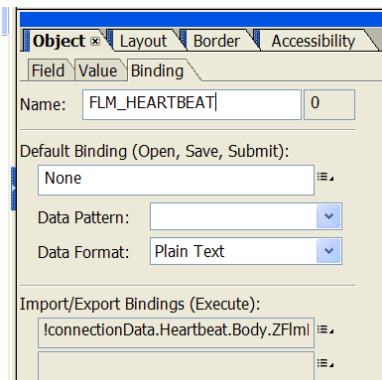 Object Layout Border Accessibility
Field Value Binding
Name: FLM_HEARTBEAT 0
Default Binding (Open, Save, Submit):
None
Data Pattern:
Data Format: Plain Text
Import/Export Bindings (Execute):
!connectionData.Heartbeat.Body.ZFlml